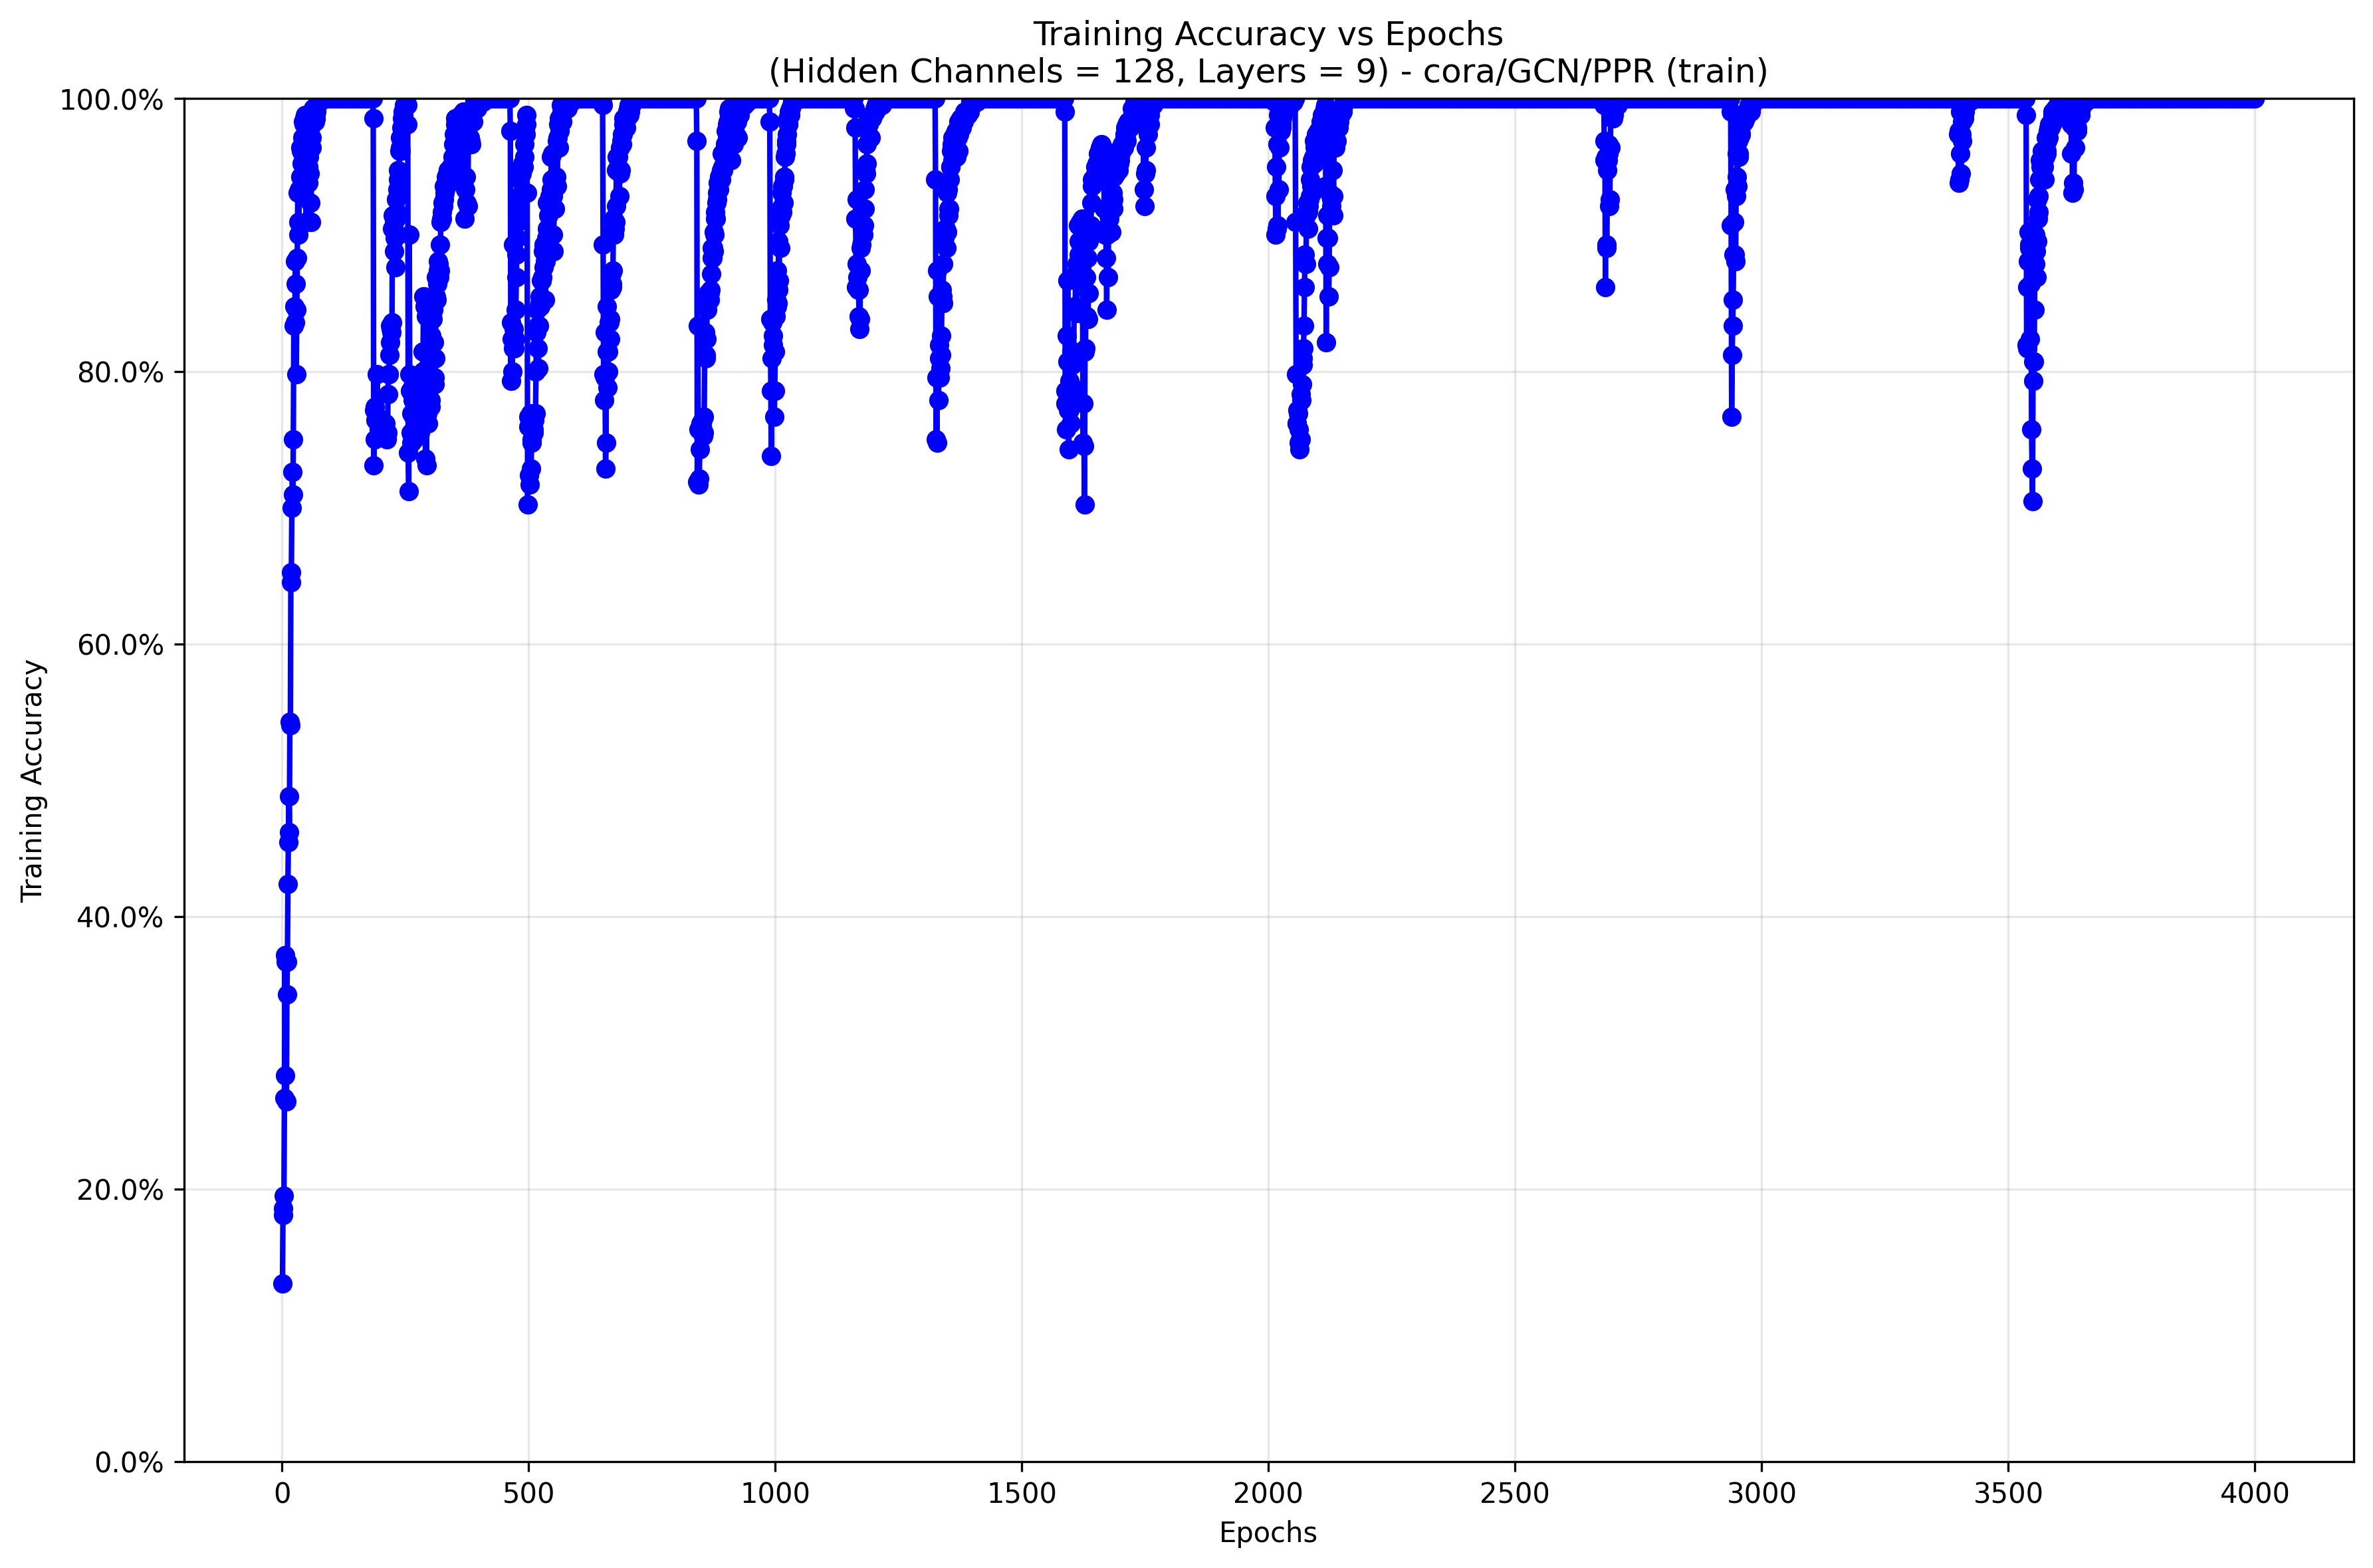 Training Accuracy vs Epochs
(Hidden Channels = 128, Layers = 9) - cora/GCN/PPR (train)
100.0%
80.0%
60.0%
40.0%
20.0%
0.0%
Training Accuracy
0 500 1000 1500 2000 2500 3000 3500 4000
Epochs